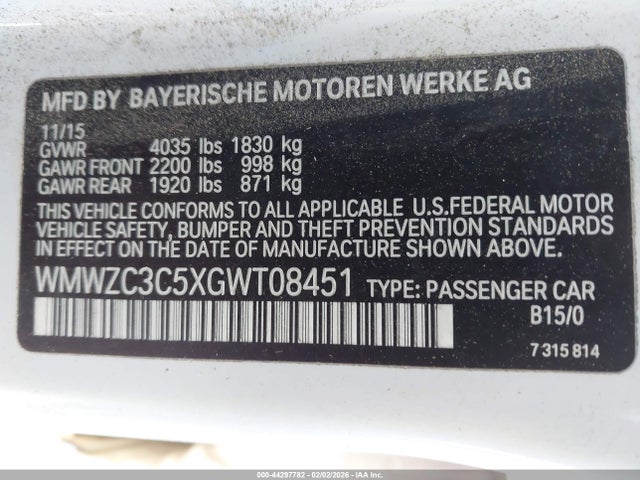 MFD BY BAYERISCHE MOTOREN WERKE AG
11/15
GVWR 4035 lbs 1830 kg
GAWR FRONT 2200 lbs 998 kg
GAWR REAR 1920 lbs 871 kg
THIS VEHICLE CONFORMS TO ALL APPLICABLE U.S.FEDERAL MOTOR
VEHICLE SAFETY, BUMPER AND THEFT PREVENTION STANDARDS
IN EFFECT ON THE DATE OF MANUFACTURE SHOWN ABOVE.
WMWZC3C5XGWT08451 TYPE: PASSENGER CAR
B15/0
7 315 814
000-44297782 - 02/02/2026 - IAA Inc.